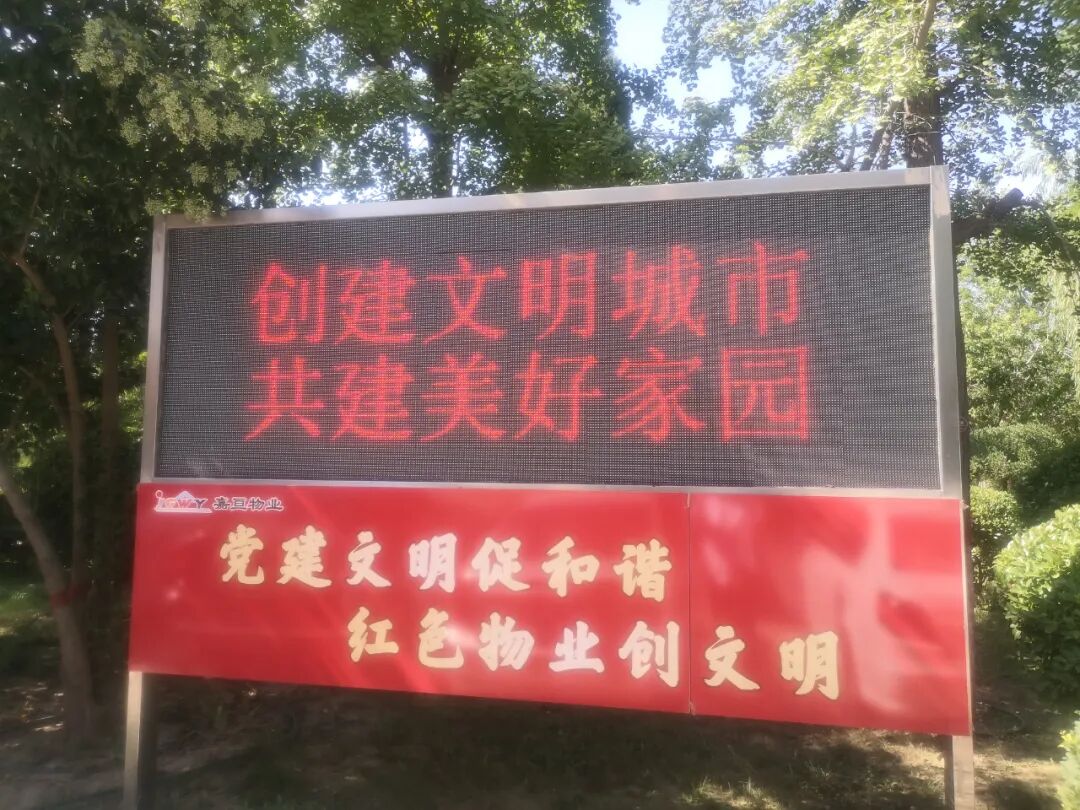 创建文明城市
共建美好家园
嘉巨物业
党建文明促和谐
红色物业创文明